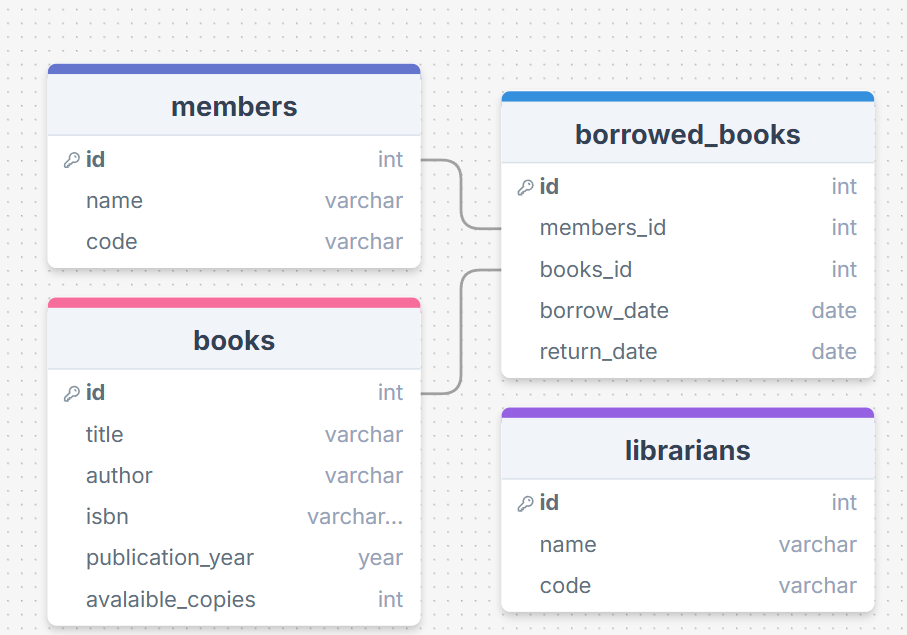 members
id int
name varchar
code varchar
books
id int
title varchar
author varchar
isbn varchar...
publication_year year
avalaible_copies int
borrowed_books
id int
members_id int
books_id int
borrow_date date
return_date date
librarians
id int
name varchar
code varchar